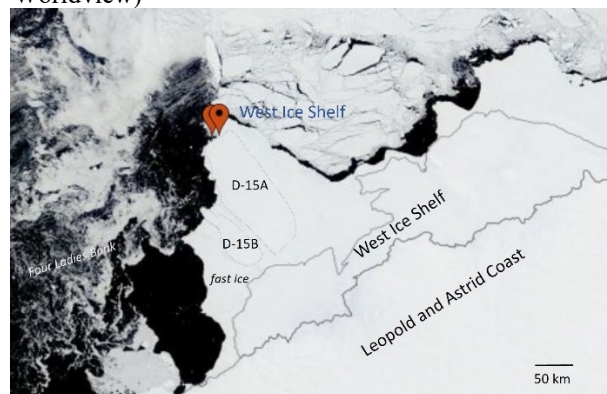 Worldview)
West Ice Shelf
D-15A
West Ice Shelf
D-15B
Four Ladies Bank
fast ice
Leopold and Astrid Coast
50 km